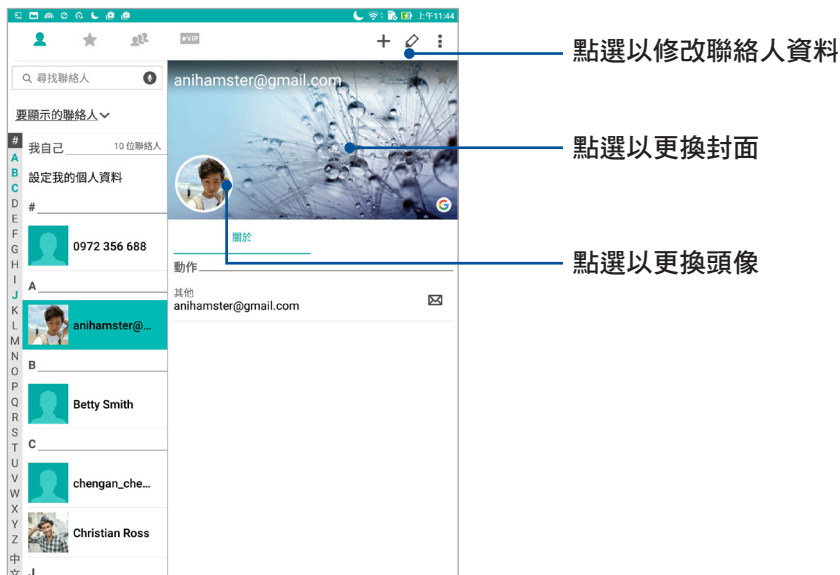 上午11:44
VIP
尋找聯絡人
要顯示的聯絡人
我自己
10 位聯絡人
設定我的個人資料
#
0972 356 688
A
anihamster@...
B
Betty Smith
C
chengan_che...
Christian Ross
J
#
A
B
C
D
E
F
G
H
I
J
K
L
M
N
O
P
Q
R
S
T
U
V
W
X
Y
Z
中
文
anihamster@gmail.com
G
關於
動作
其他
anihamster@gmail.com
點選以修改聯絡人資料
點選以更換封面
點選以更換頭像